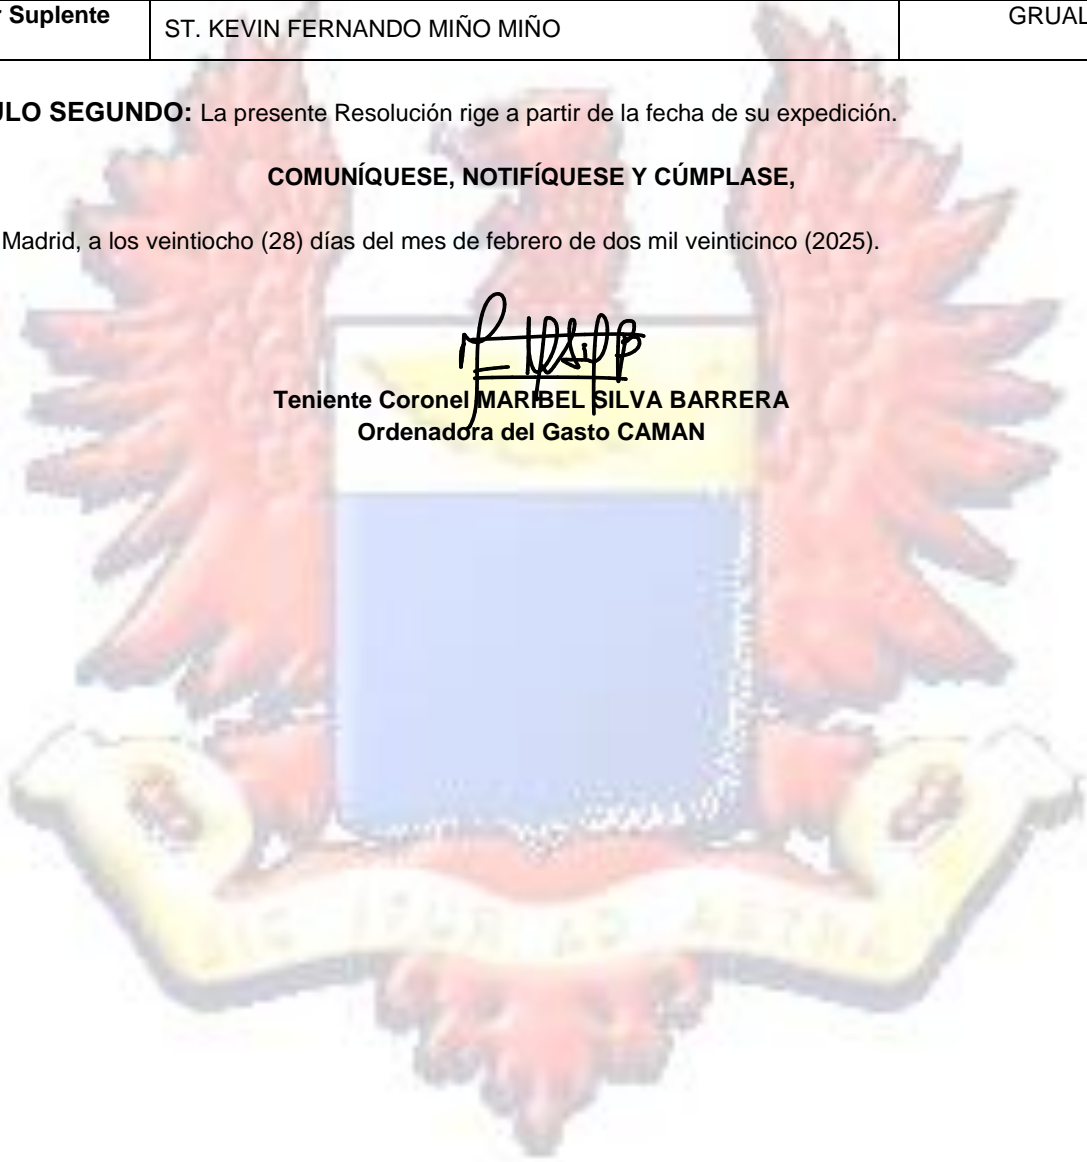 r Suplente
ST. KEVIN FERNANDO MIÑO MIÑO
GRUAL
ULO SEGUNDO: La presente Resolución rige a partir de la fecha de su expedición.
COMUNÍQUESE, NOTIFÍQUESE Y CÚMPLASE,
Madrid, a los veintiocho (28) días del mes de febrero de dos mil veinticinco (2025).
Teniente Coronel MARIBEL SILVA BARRERA
Ordenadora del Gasto CAMAN